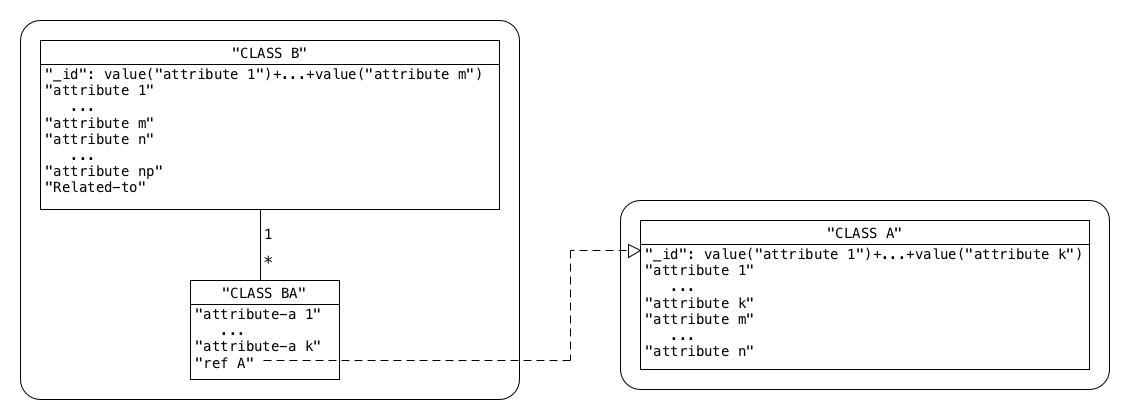 "CLASS B"
"_id": value("attribute 1")+...+value("attribute m")
"attribute 1"
...
"attribute m"
"attribute n"
...
"attribute np"
"Related-to"
1
*
"CLASS BA"
"attribute-a 1"
...
"attribute-a k"
"ref A"
"CLASS A"
"_id": value("attribute 1")+...+value("attribute k")
"attribute 1"
...
"attribute k"
"attribute m"
...
"attribute n"